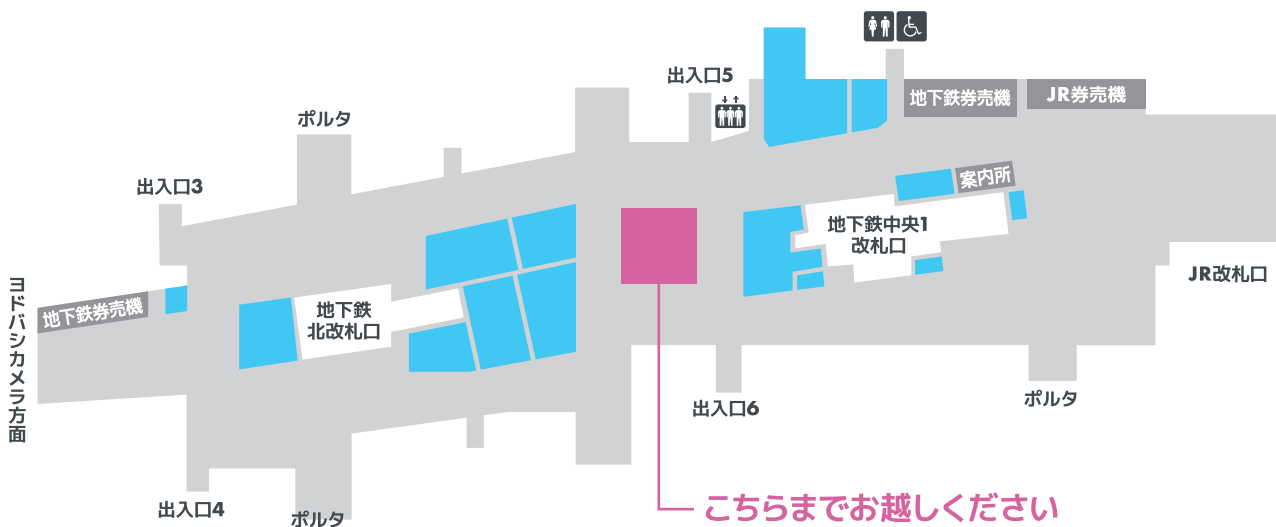 出入口5
地下鉄券売機
JR券売機
ポルタ
出入口3
案内所
地下鉄中央1
改札口
JR改札口
ヨドバシカメラ方面
地下鉄券売機
地下鉄
北改札口
出入口6
ポルタ
出入口4
ポルタ
こちらまでお越しください